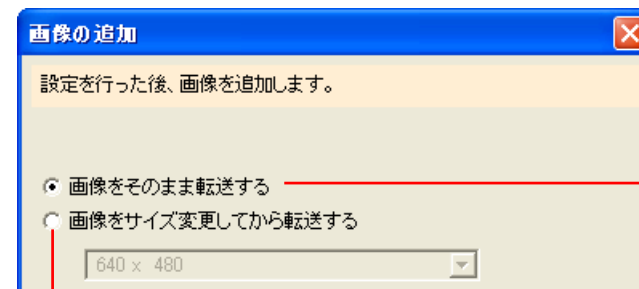 画像の追加
設定を行った後、画像を追加します。
画像をそのまま転送する
画像をサイズ変更してから転送する
640 x 480